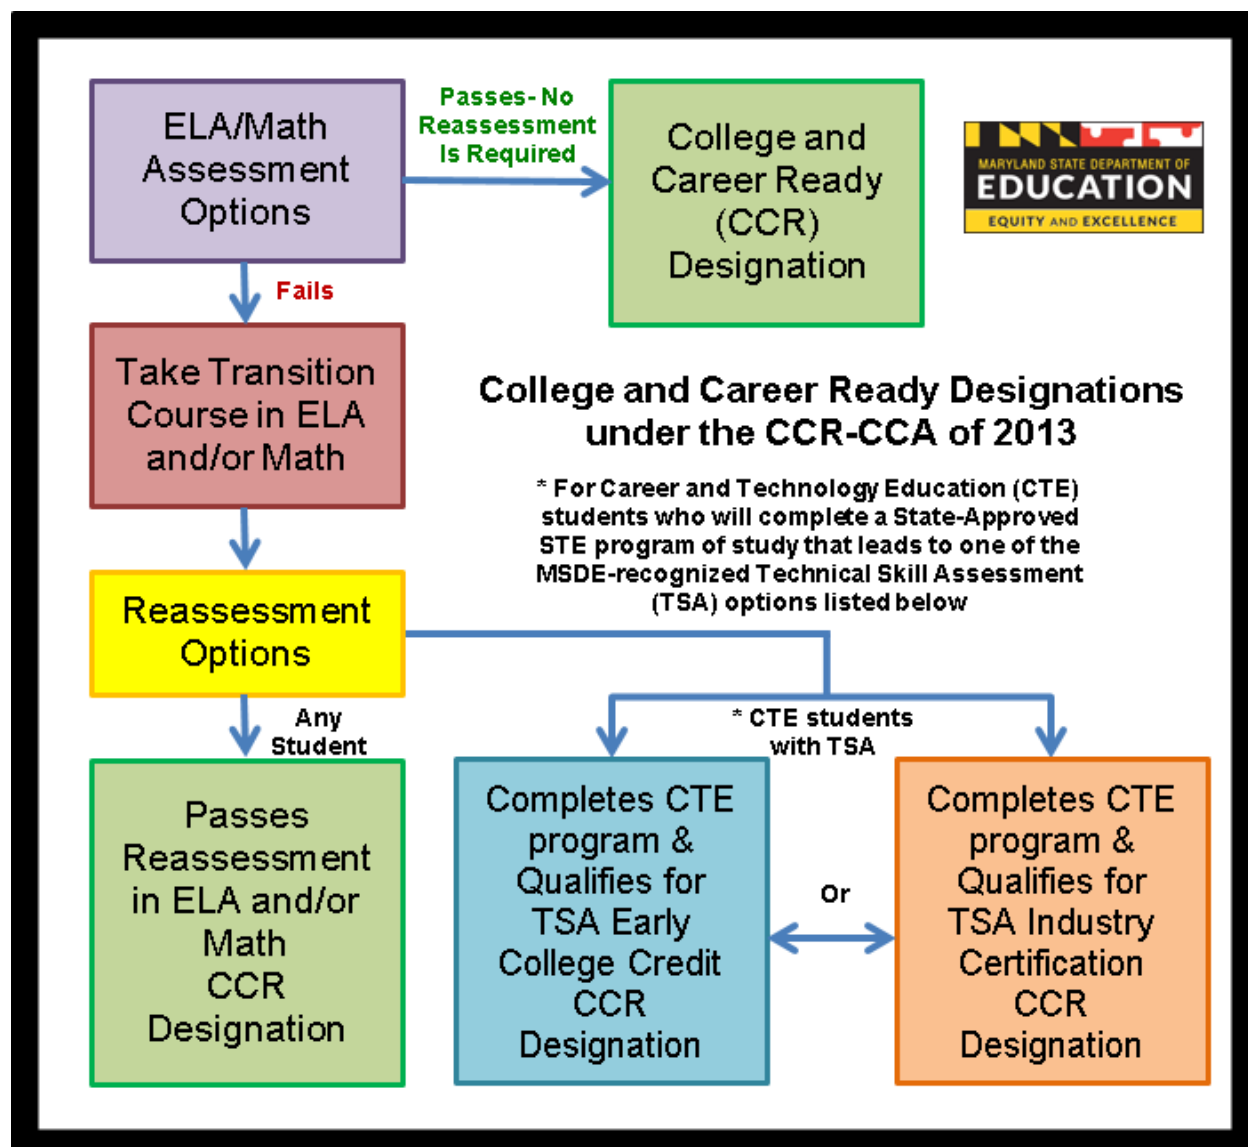 ELA/Math
Assessment
Options
Passes- No
Reassessment
Is Required
College and
Career Ready
(CCR)
Designation
MARYLAND STATE DEPARTMENT OF
EDUCATION
EQUITY AND EXCELLENCE
Fails
Take Transition
Course in ELA
and/or Math
College and Career Ready Designations
under the CCR-CCA of 2013
* For Career and Technology Education (CTE)
students who will complete a State-Approved
STE program of study that leads to one of the
MSDE-recognized Technical Skill Assessment
(TSA) options listed below
Reassessment
Options
Any
Student
* CTE students
with TSA
Passes
Reassessment
in ELA and/or
Math
CCR
Designation
Completes CTE
program &
Qualifies for
TSA Early
College Credit
CCR
Designation
Or
Completes CTE
program &
Qualifies for
TSA Industry
Certification
CCR
Designation